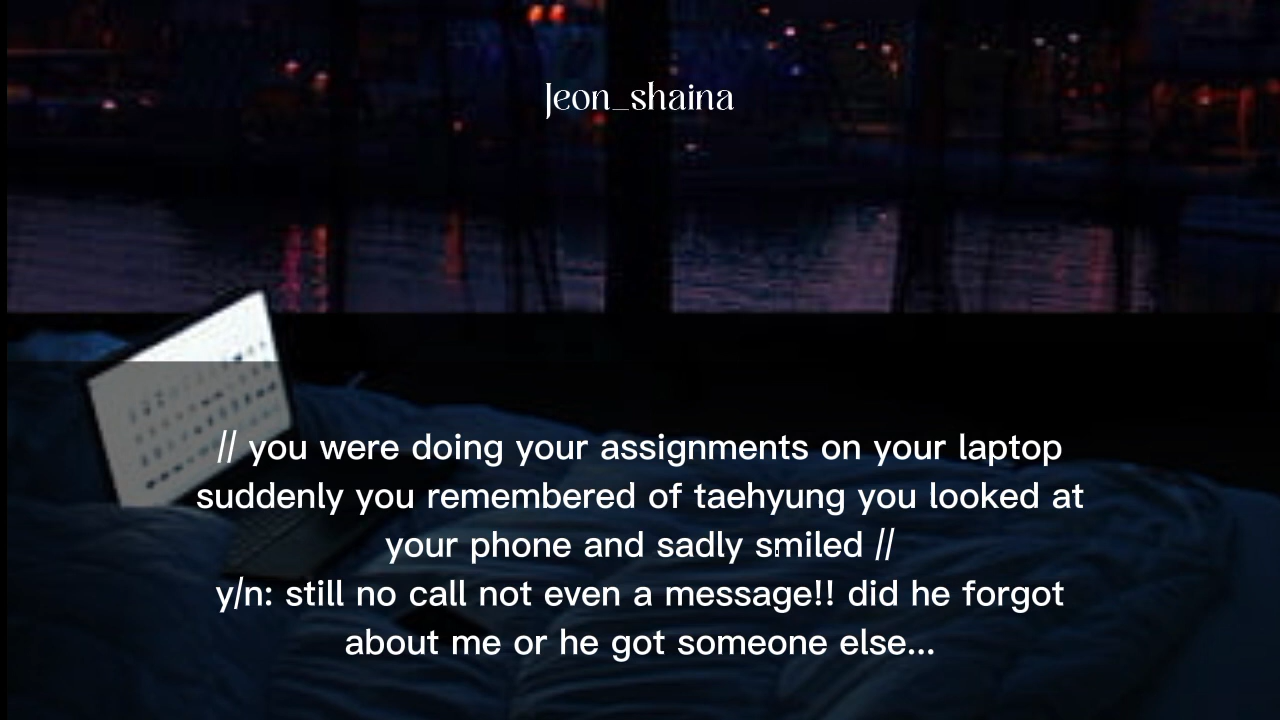 Jeon_shaina
// you were doing your assignments on your laptop
suddenly you remembered of taehyung you looked at
your phone and sadly smiled //
y/n: still no call not even a message!! did he forgot
about me or he got someone else...